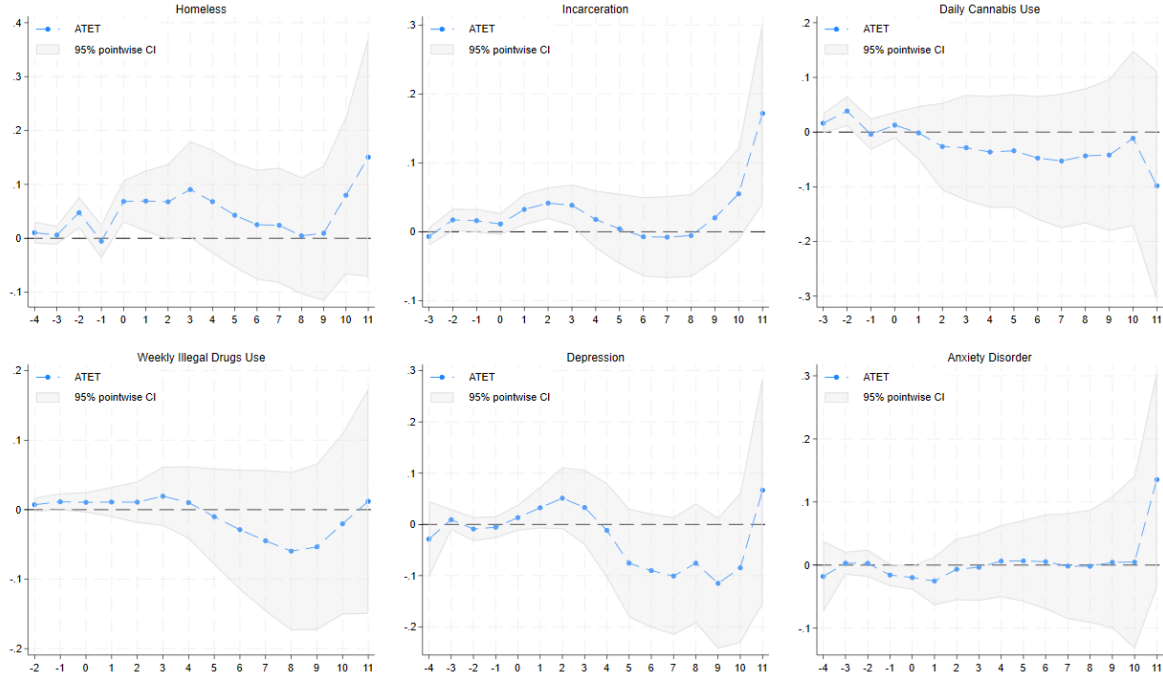 Homeless
ATET
95% pointwise CI
.4
.3
.2
.1
0
-.1
-4 -3 -2 -1 0 1 2 3 4 5 6 7 8 9 10 11
Incarceration
ATET
95% pointwise CI
.3
.2
.1
0
-.1
-3 -2 -1 0 1 2 3 4 5 6 7 8 9 10 11
Daily Cannabis Use
ATET
95% pointwise CI
.2
.1
0
-.1
-.2
-.3
-3 -2 -1 0 1 2 3 4 5 6 7 8 9 10 11
Weekly Illegal Drugs Use
ATET
95% pointwise CI
.2
.1
0
-.1
-.2
-2 -1 0 1 2 3 4 5 6 7 8 9 10 11
Depression
ATET
95% pointwise CI
.3
.2
.1
0
-.1
.2
-4 -3 -2 -1 0 1 2 3 4 5 6 7 8 9 10 11
Anxiety Disorder
ATET
95% pointwise CI
.3
.2
.1
0
-.1
-4 -3 -2 -1 0 1 2 3 4 5 6 7 8 9 10 11